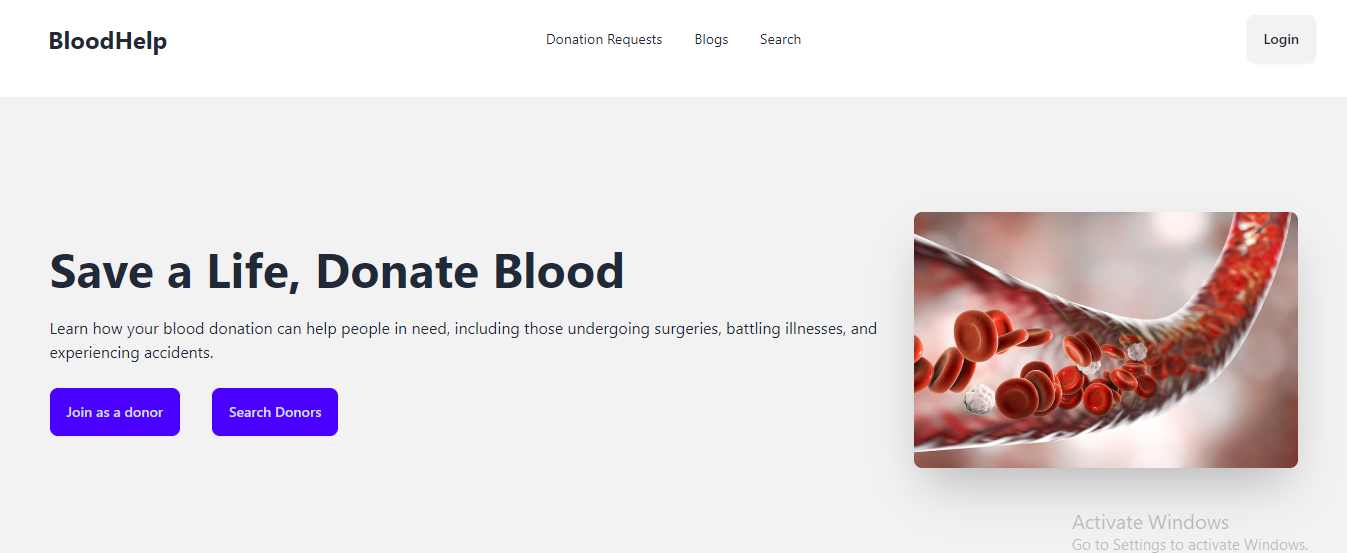 BloodHelp
Donation Requests
Blogs
Search
Login
Save a Life, Donate Blood
Learn how your blood donation can help people in need, including those undergoing surgeries, battling illnesses, and
experiencing accidents.
Join as a donor
Search Donors
Activate Windows
Go to Settings to activate Windows.